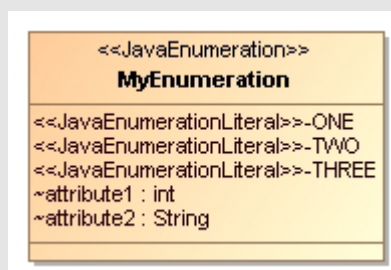 <<JavaEnumeration>>
MyEnumeration
<<JavaEnumerationLiteral>>-ONE
<<JavaEnumerationLiteral>>-TWO
<<JavaEnumerationLiteral>>-THREE
~attribute1 : int
~attribute2 : String